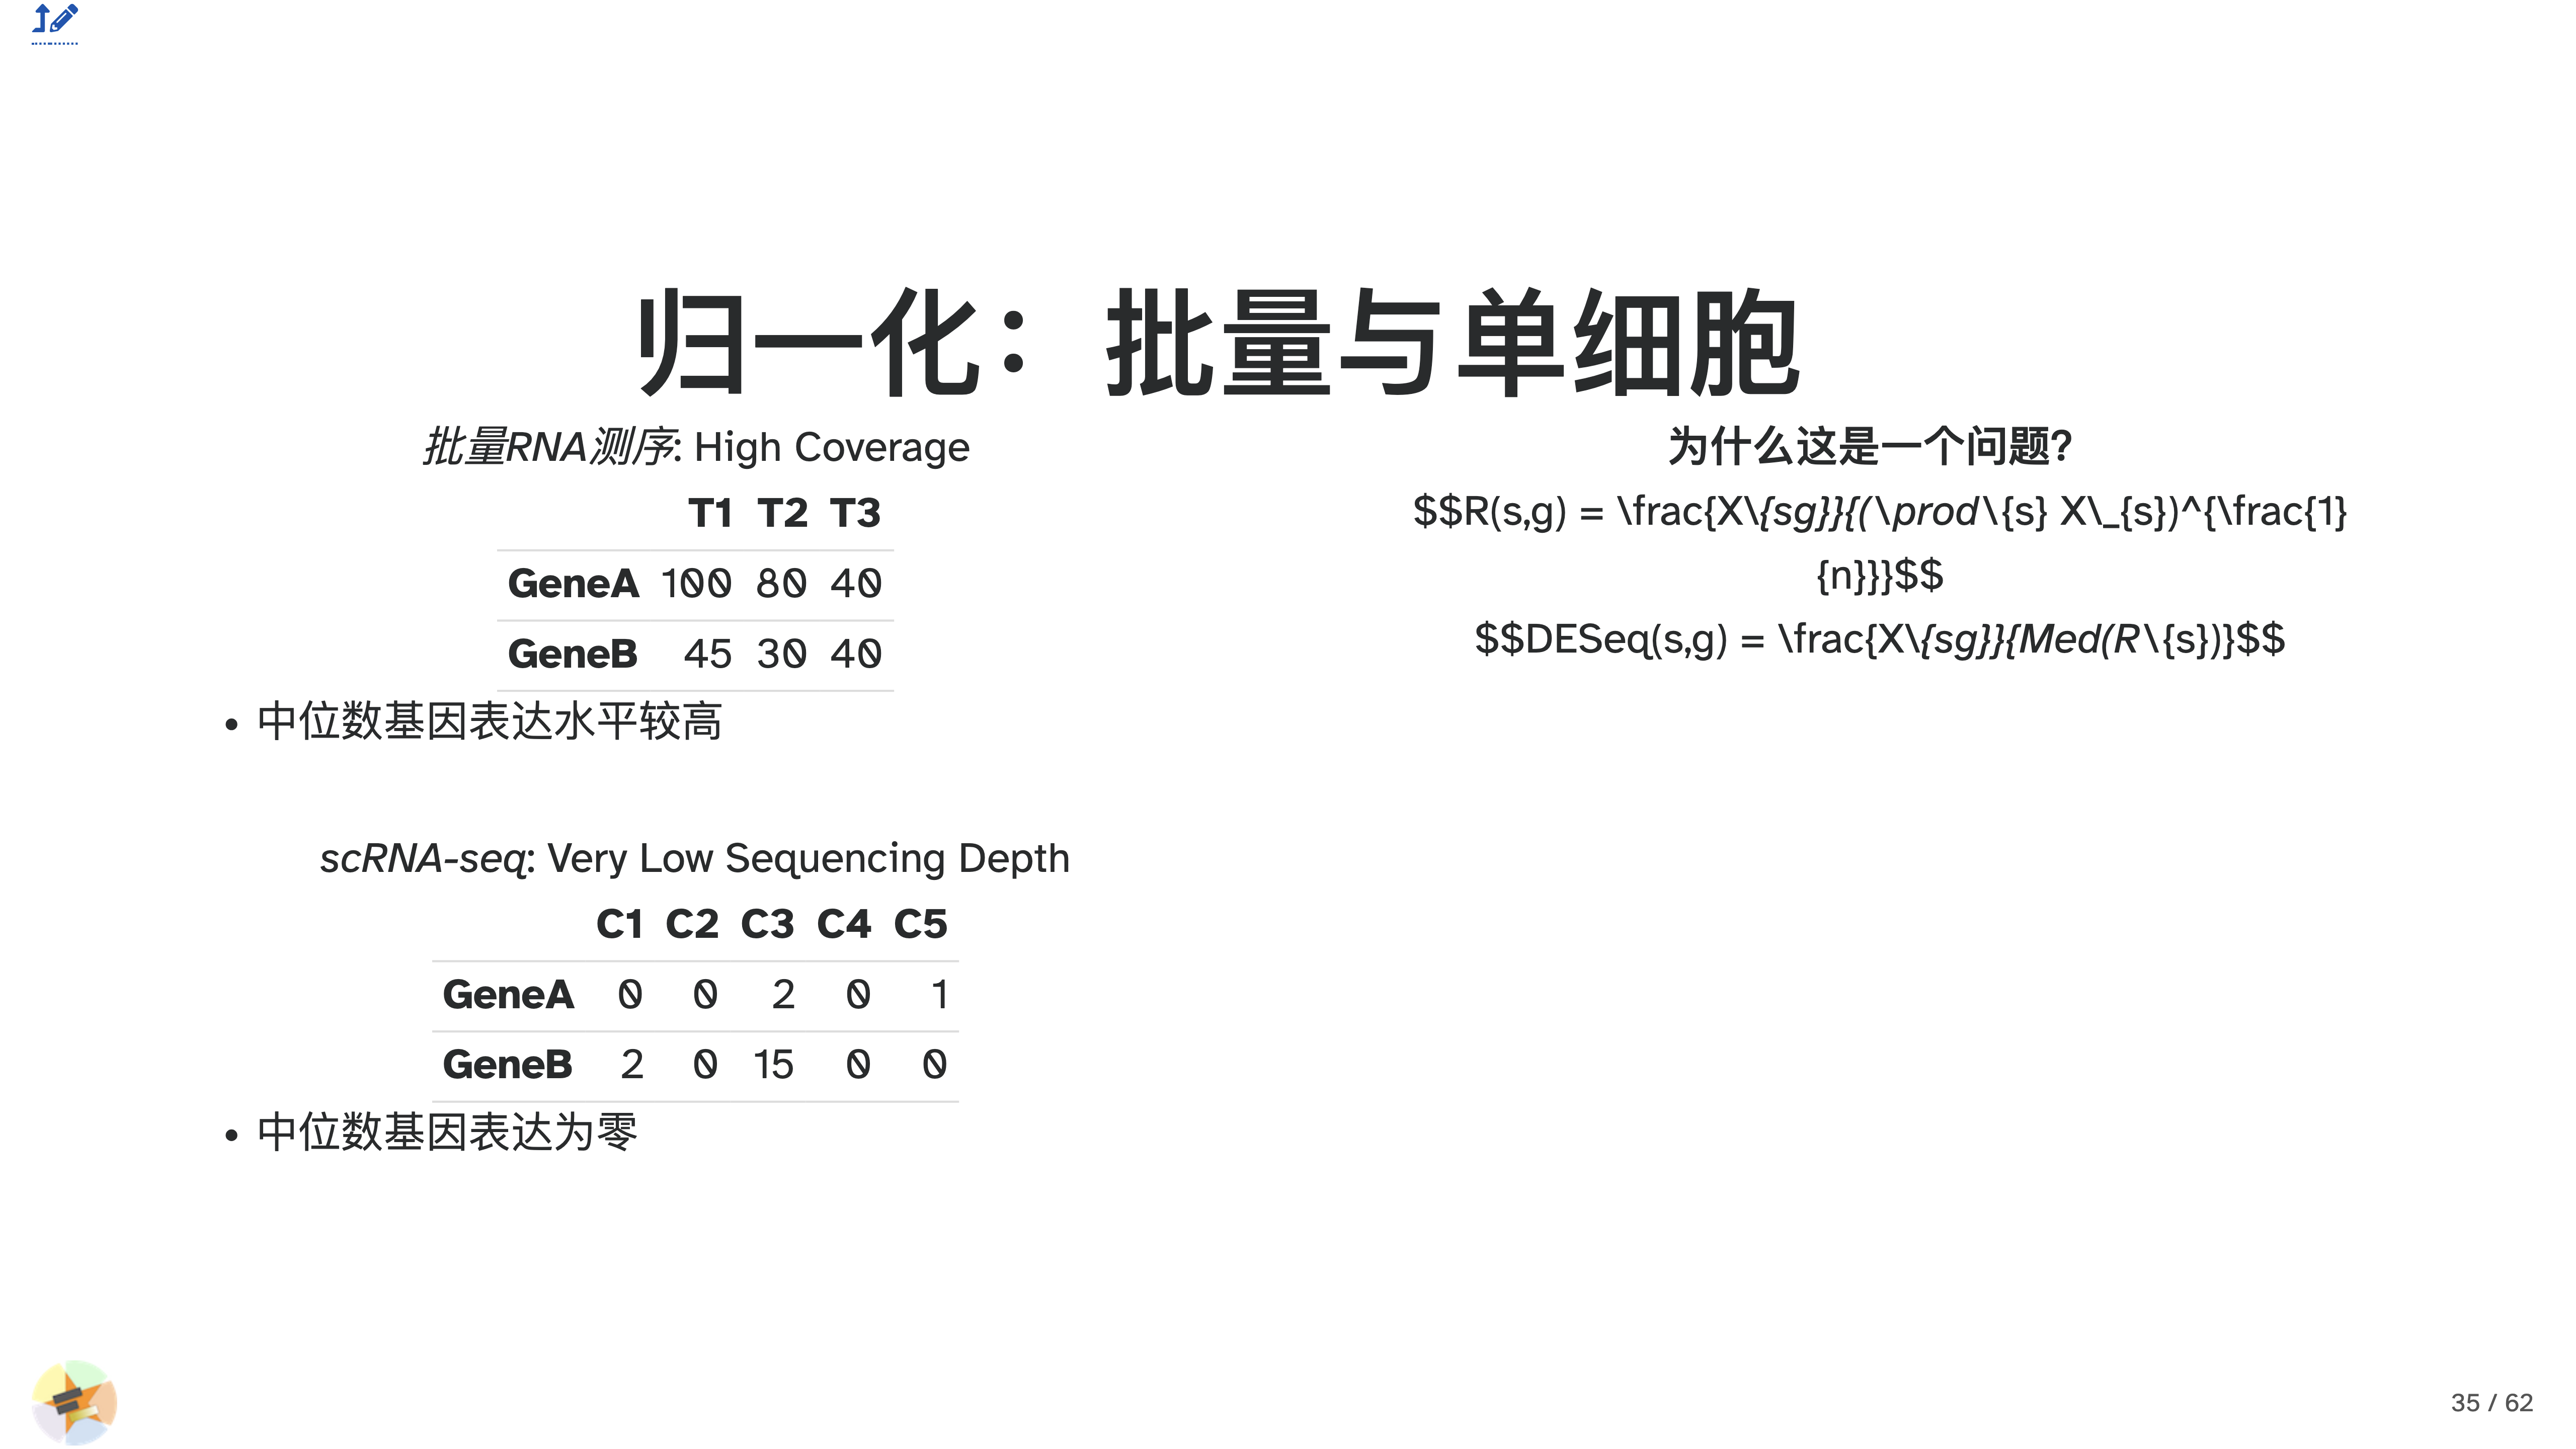 归一化：批量与单细胞
批量RNA测序: High Coverage
T1 T2 T3
GeneA 100 80 40
GeneB 45 30 40
• 中位数基因表达水平较高
scRNA-seq: Very Low Sequencing Depth
C1 C2 C3 C4 C5
GeneA 0 0 2 0 1
GeneB 2 0 15 0 0
• 中位数基因表达为零
为什么这是一个问题？
$$R(s,g) = \frac{X\{sg}}{(\prod\{s} X\_{s})^{\frac{1}
{n}}}$$
$$DESeq(s,g) = \frac{X\{sg}}{Med(R\{s})}$$
35 / 62